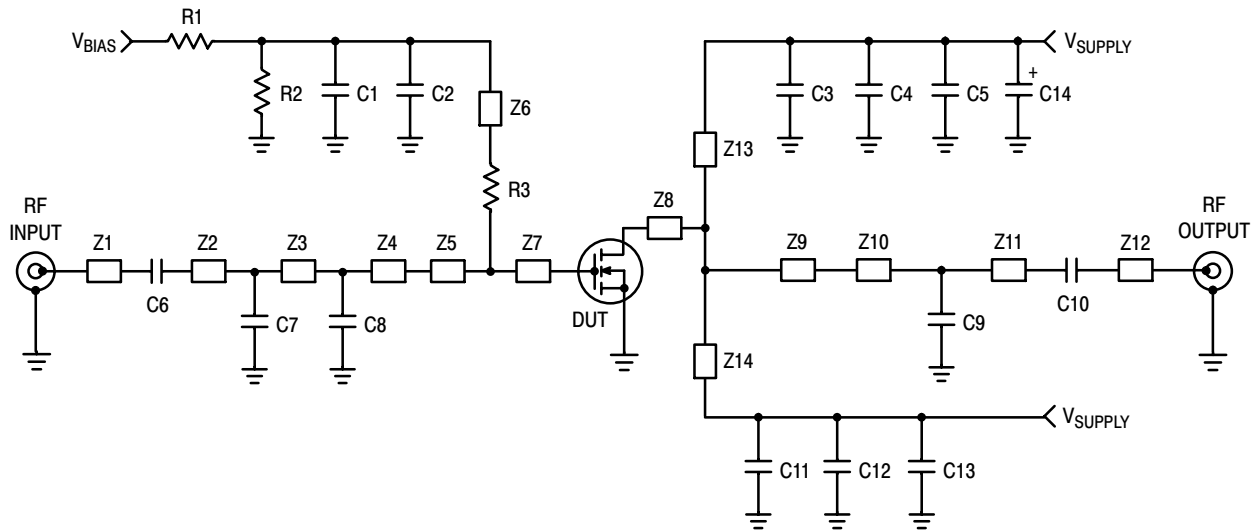 R1
V_BIAS
V_SUPPLY
R2
C1
C2
Z6
C3
C4
C5
+
C14
Z13
R3
RF
INPUT
Z8
RF
OUTPUT
Z1
Z2
Z3
Z4
Z5
Z7
Z9
Z10
Z11
Z12
C6
C10
C7
C8
DUT
C9
Z14
V_SUPPLY
C11
C12
C13